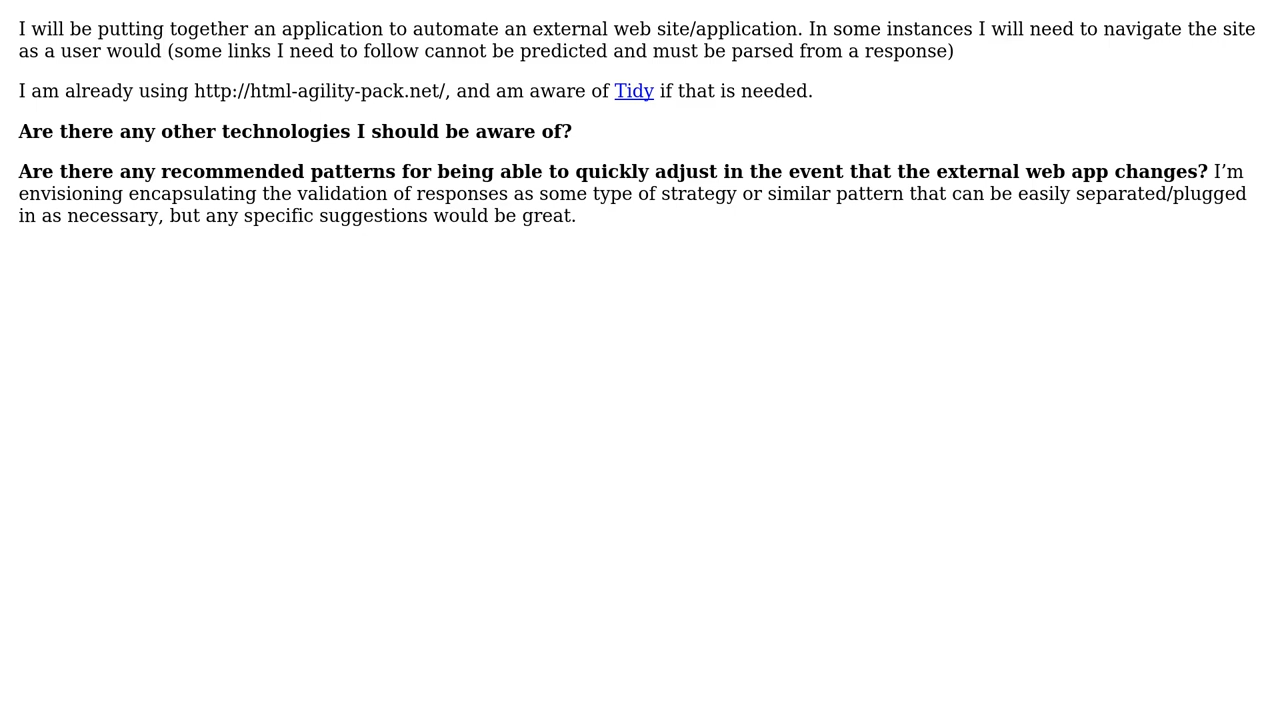 I will be putting together an application to automate an external web site/application. In some instances I will need to navigate the site
as a user would (some links I need to follow cannot be predicted and must be parsed from a response)
I am already using http://html-agility-pack.net/, and am aware of Tidy if that is needed.
Are there any other technologies I should be aware of?
Are there any recommended patterns for being able to quickly adjust in the event that the external web app changes? I’m
envisioning encapsulating the validation of responses as some type of strategy or similar pattern that can be easily separated/plugged
in as necessary, but any specific suggestions would be great.